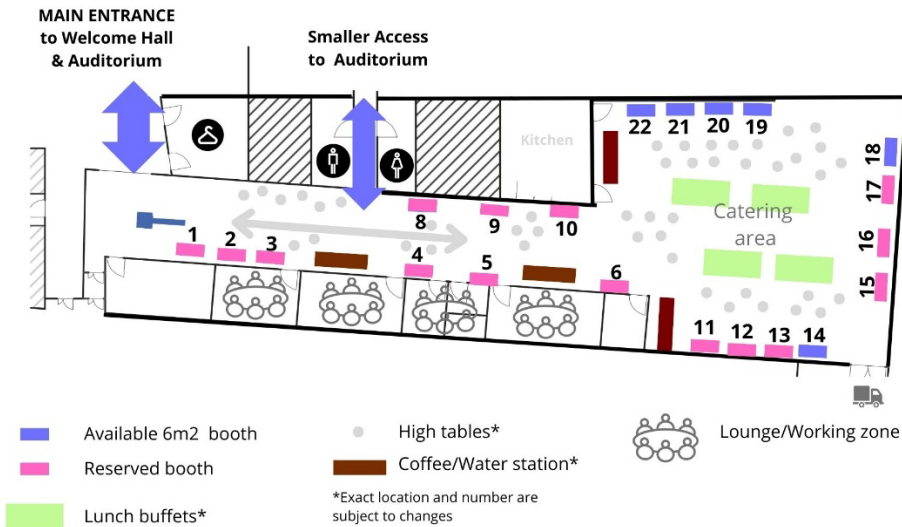 MAIN ENTRANCE
to Welcome Hall
& Auditorium
Smaller Access
to Auditorium
Kitchen
22
21
20
19
18
17
16
15
Catering
area
8
9
10
1
2
3
4
5
6
11
12
13
14
Available 6m2 booth
Reserved booth
Lunch buffets*
High tables*
Coffee/Water station*
*Exact location and number are
subject to changes
Lounge/Working zone